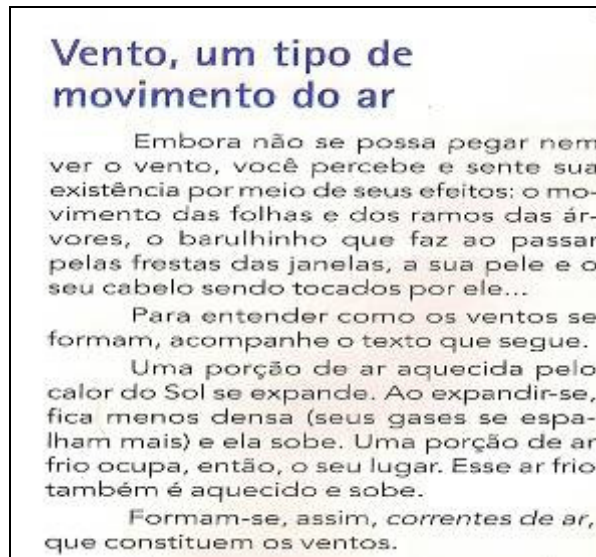 Vento, um tipo de
movimento do ar
Embora não se possa pegar nem
ver o vento, você percebe e sente sua
existência por meio de seus efeitos: o mo-
vimento das folhas e dos ramos das ár-
vores, o barulhinho que faz ao passar
pelas frestas das janelas, a sua pele e o
seu cabelo sendo tocados por ele...
Para entender como os ventos se
formam, acompanhe o texto que segue.
Uma porção de ar aquecida pelo
calor do Sol se expande. Ao expandir-se,
fica menos densa (seus gases se espa-
lham mais) e ela sobe. Uma porção de ar
frio ocupa, então, o seu lugar. Esse ar frio
também é aquecido e sobe.
Formam-se, assim, correntes de ar,
que constituem os ventos.